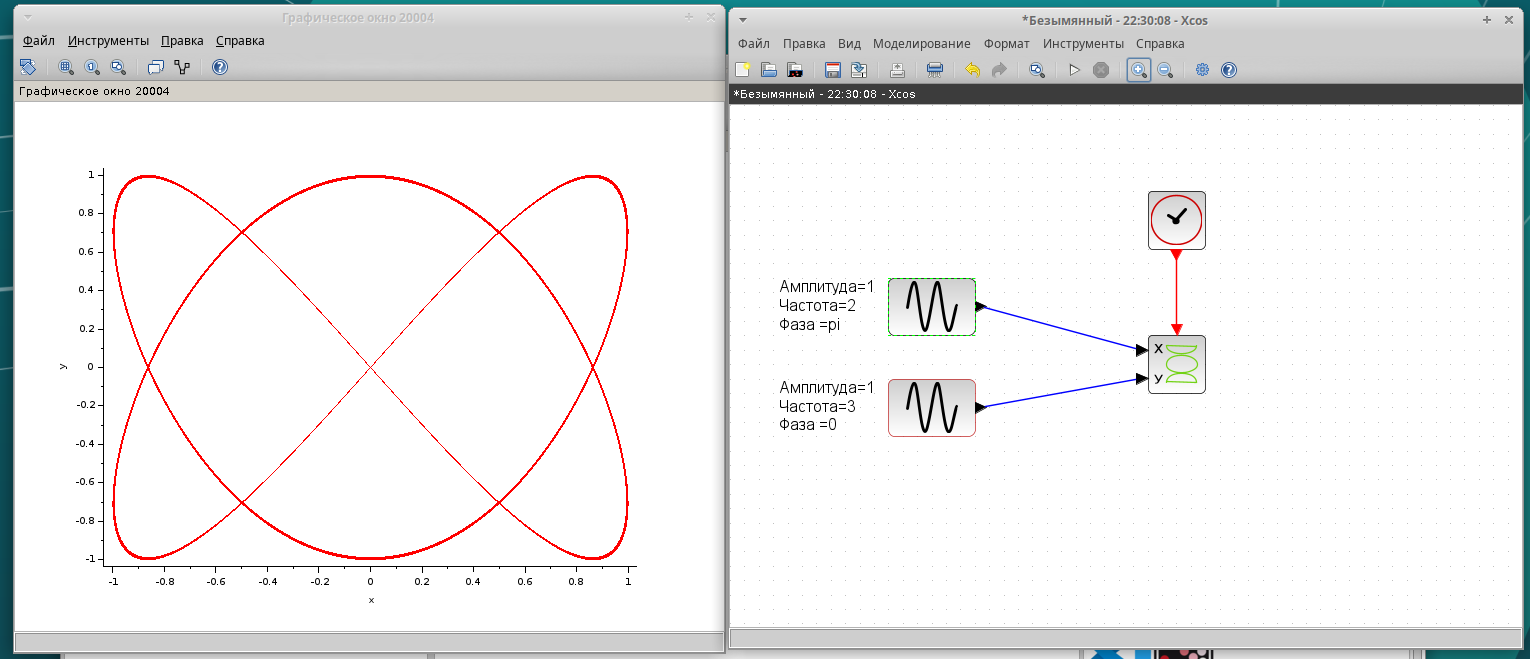 Графическое окно 20004
Файл Инструменты Правка Справка
Графическое окно 20004
1
0.8
0.6
0.4
0.2
0
-0.2
-0.4
-0.6
-0.8
-1
y
-1 -0.8 -0.6 -0.4 -0.2 0 0.2 0.4 0.6 0.8 1
x
*Безымянный - 22:30:08 - Xcos
Файл Правка Вид Моделирование Формат Инструменты Справка
*Безымянный - 22:30:08 - Xcos
Амплитуда=1
Частота=2
Фаза =pi
Амплитуда=1
Частота=3
Фаза =0
X
y